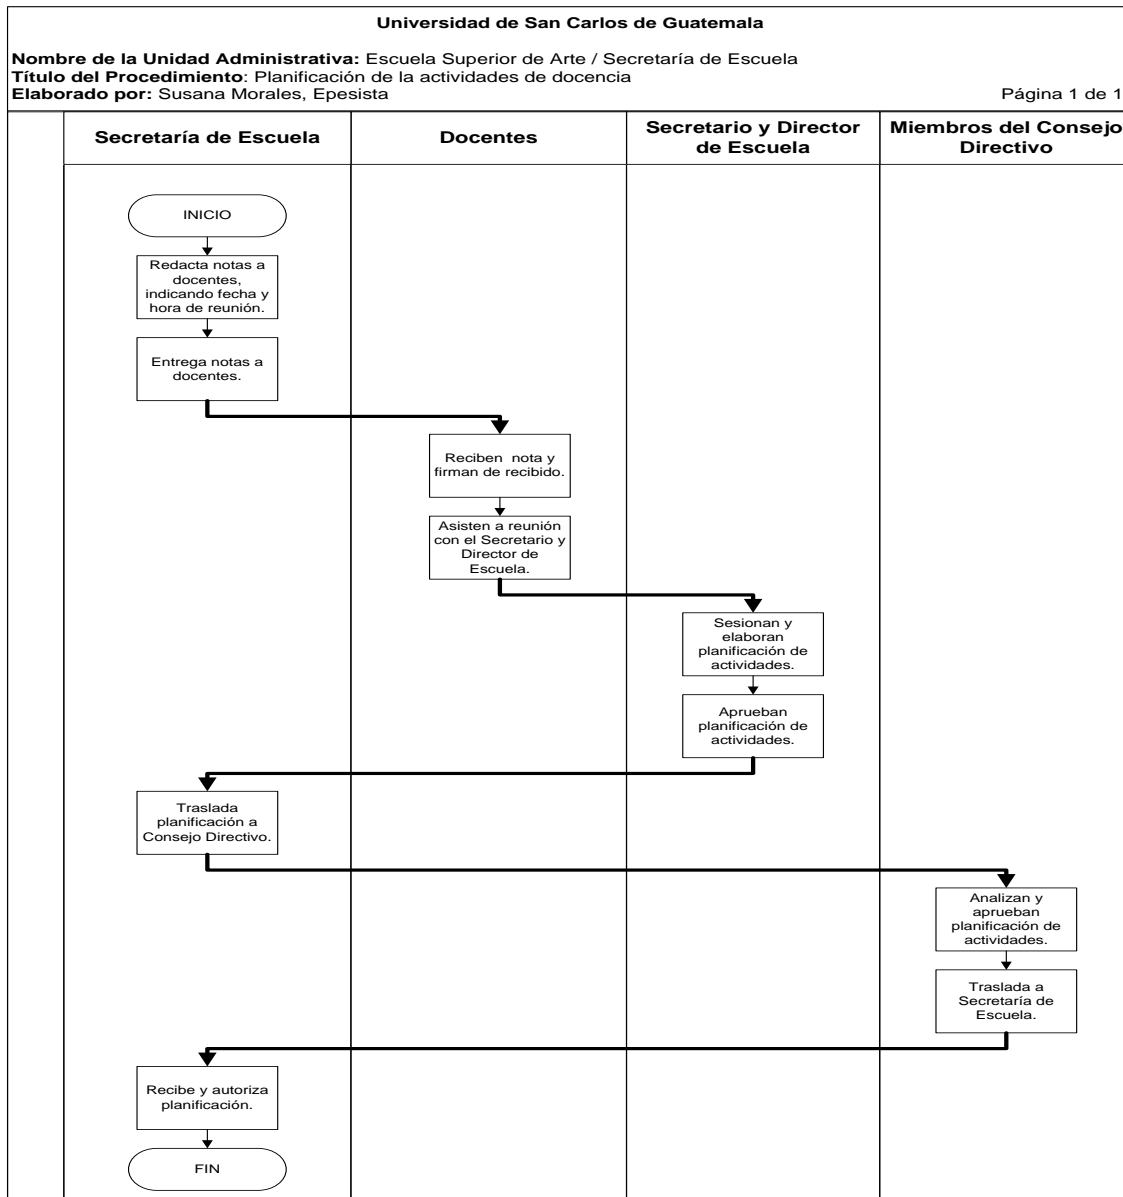 Universidad de San Carlos de Guatemala
Nombre de la Unidad Administrativa: Escuela Superior de Arte / Secretaría de Escuela
Título del Procedimiento: Planificación de la actividades de docencia
Elaborado por: Susana Morales, Epesista
Página 1 de 1
Secretaría de Escuela
Docentes
Secretario y Director
de Escuela
Miembros del Consejo
Directivo
INICIO
Redacta notas a
docentes,
indicando fecha y
hora de reunión.
Entrega notas a
docentes.
Reciben nota y
firman de recibido.
Asisten a reunión
con el Secretario y
Director de
Escuela.
Sesionan y
elaboran
planificación de
actividades.
Aprueban
planificación de
actividades.
Traslada
planificación a
Consejo Directivo.
Analizan y
aprueban
planificación de
actividades.
Traslada a
Secretaría de
Escuela.
Recibe y autoriza
planificación.
FIN